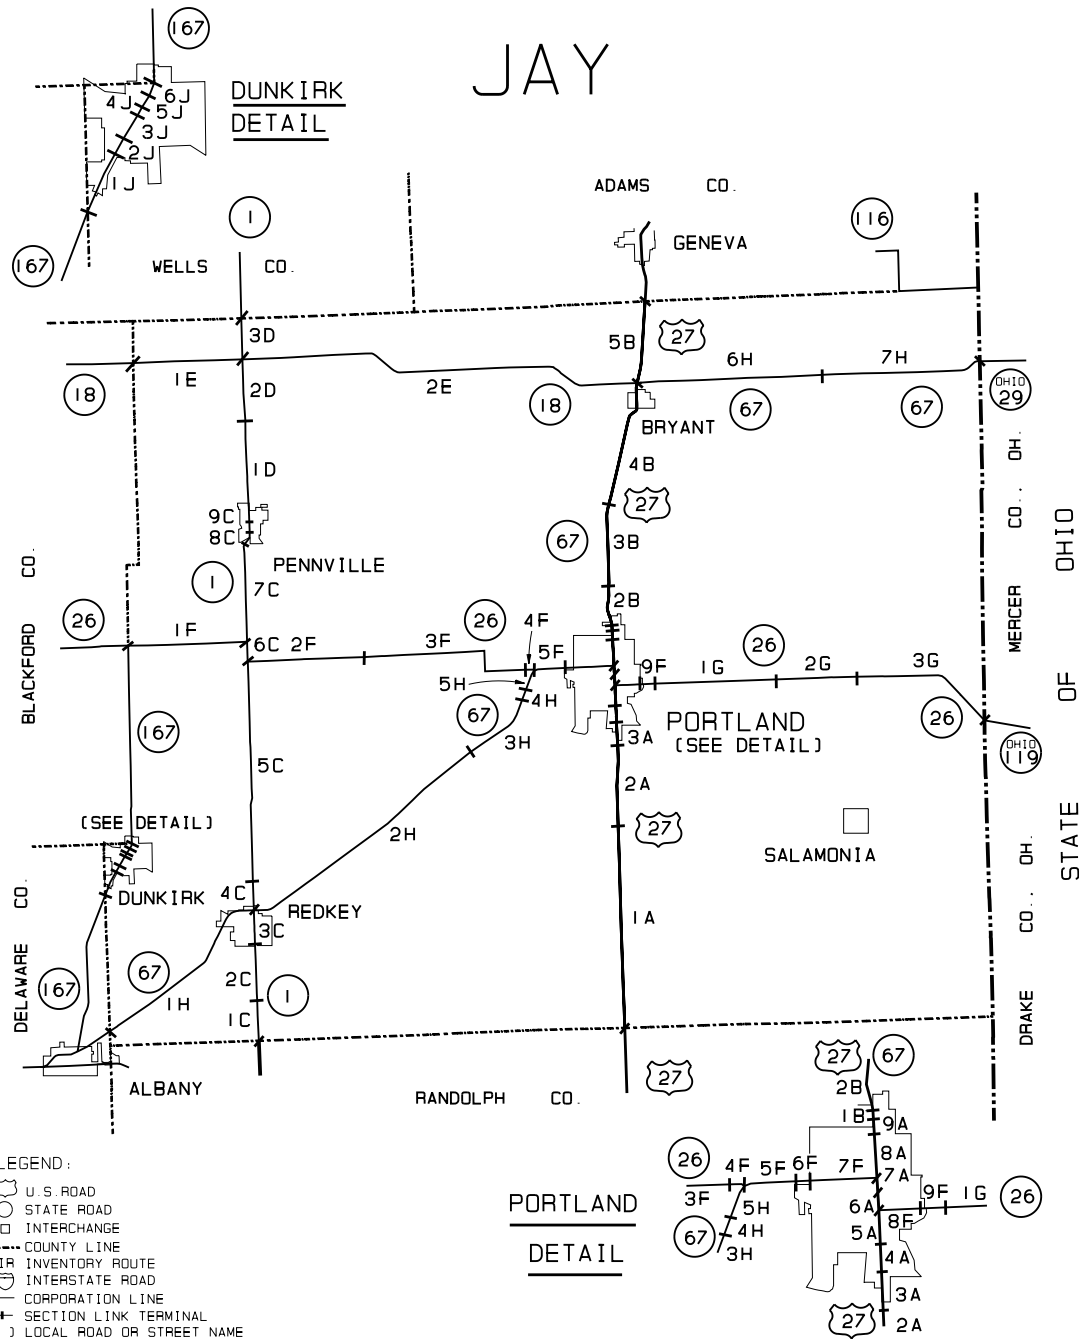 JAY
167
DUNKIRK
DETAIL
4J
6J
5J
3J
2J
1J
167
ADAMS CO.
1
116
GENEVA
WELLS CO.
3D
5B
27
6H
7H
1E
2D
2E
18
18
67
67
OHIO
29
BRYANT
4B
1D
27
9C
8C
PENNVILLE
67
3B
1
7C
2B
BLACKFORD CO.
MERCER CO., OH.
STATE OF OHIO
26
1F
6C
2F
3F
26
4F
5F
9F
1G
26
2G
3G
5H
4H
67
3H
PORTLAND
(SEE DETAIL)
3A
26
OHIO
119
167
5C
2A
27
(SEE DETAIL)
2H
SALAMONIA
DUNKIRK
4C
REDKEY
3C
1A
DELAWARE CO.
DRAKE CO., OH.
67
167
1H
2C
1
1C
ALBANY
RANDOLPH CO.
27
27
67
2B
1B
9A
8A
7A
26
4F
5F
6F
7F
3F
5H
6A
9F
1G
26
8F
67
4H
3H
5A
4A
3A
27
2A
PORTLAND
DETAIL
LEGEND:
U.S.ROAD
STATE ROAD
INTERCHANGE
COUNTY LINE
IR INVENTORY ROUTE
INTERSTATE ROAD
CORPORATION LINE
SECTION LINK TERMINAL
) LOCAL ROAD OR STREET NAME